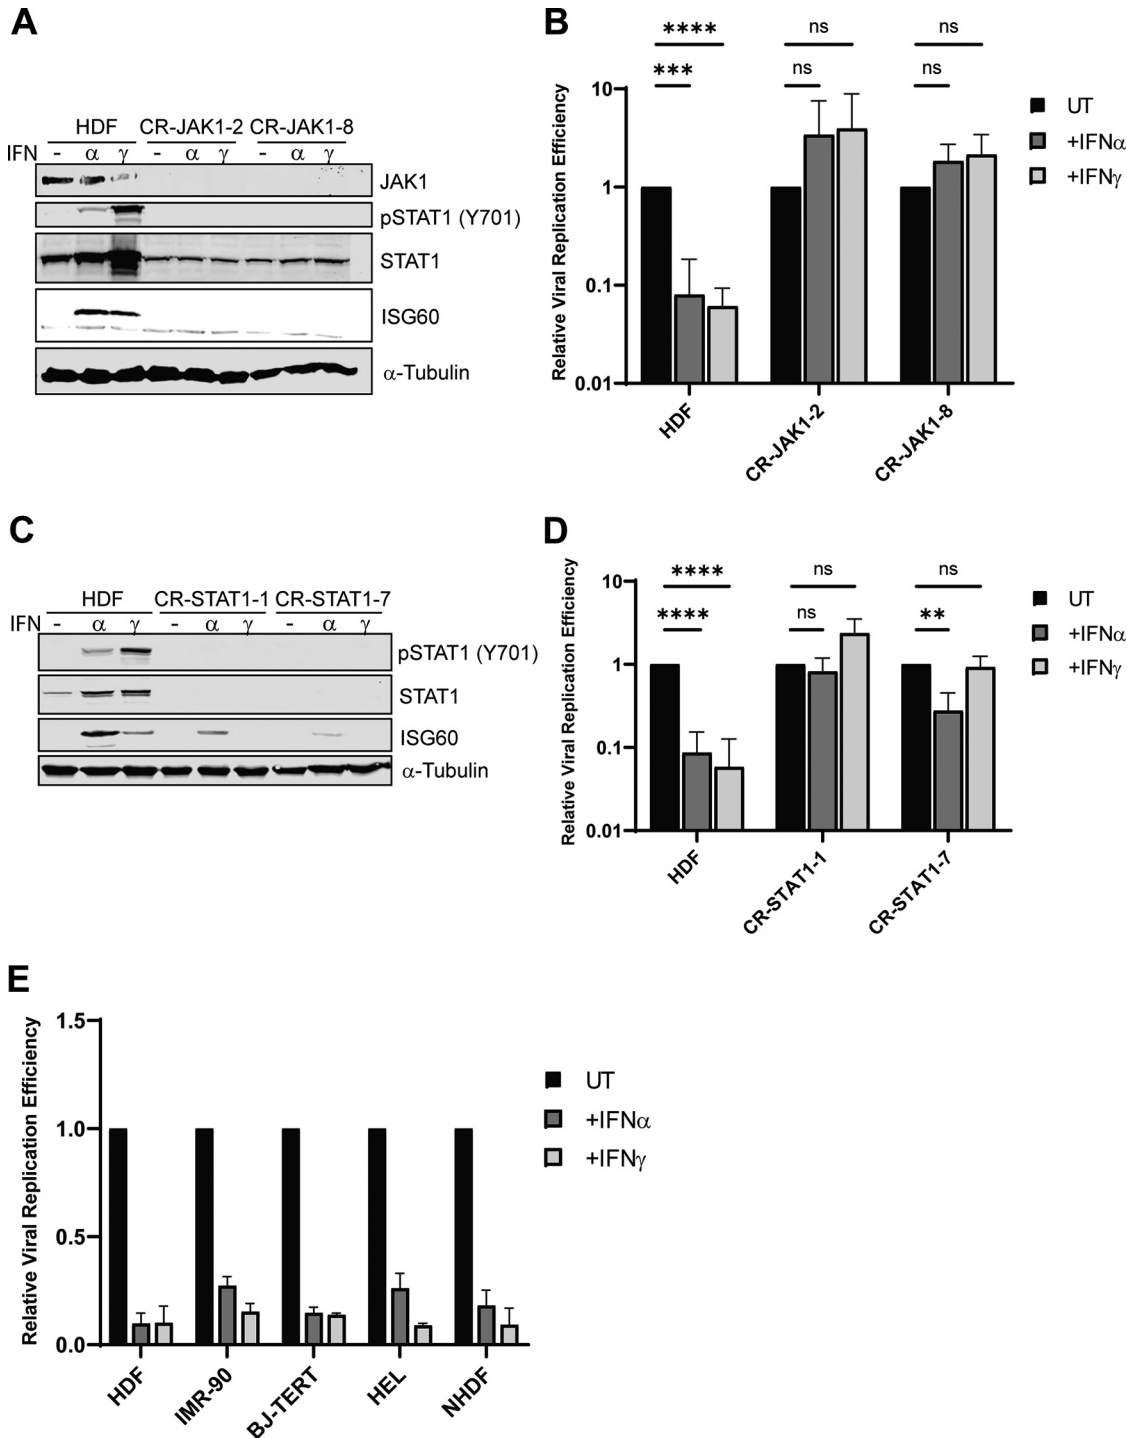 A
HDF CR-JAK1-2 CR-JAK1-8
IFN - α γ - α γ - α γ
JAK1
pSTAT1 (Y701)
STAT1
ISG60
α-Tubulin
B
**** ns ns
*** ns ns
Relative Viral Replication Efficiency
10
1
0.1
0.01
HDF
CR-JAK1-2
CR-JAK1-8
UT
+IFNα
+IFNγ
C
HDF CR-STAT1-1 CR-STAT1-7
IFN - α γ - α γ - α γ
pSTAT1 (Y701)
STAT1
ISG60
α-Tubulin
D
**** ns ns
**** ns **
Relative Viral Replication Efficiency
10
1
0.1
0.01
HDF
CR-STAT1-1
CR-STAT1-7
UT
+IFNα
+IFNγ
E
Relative Viral Replication Efficiency
1.5
1.0
0.5
0.0
HDF
IMR-90
BJ-TERT
HEL
NHDF
UT
+IFNα
+IFNγ